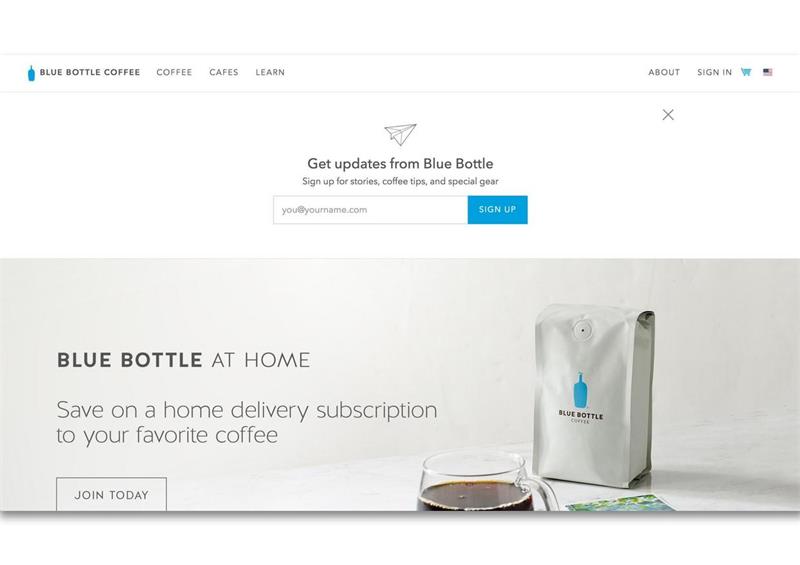 BLUE BOTTLE COFFEE COFFEE CAFES LEARN ABOUT SIGN IN
Get updates from Blue Bottle
Sign up for stories, coffee tips, and special gear
you@yourname.com SIGN UP
BLUE BOTTLE AT HOME
Save on a home delivery subscription
to your favorite coffee
JOIN TODAY
BLUE BOTTLE
COFFEE